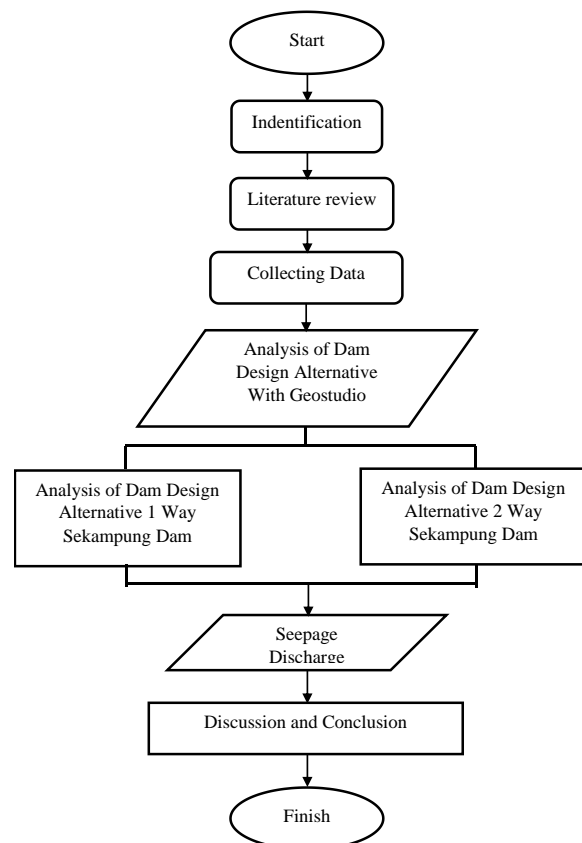 Start
Indentification
Literature review
Collecting Data
Analysis of Dam
Design Alternative
With Geostudio
Analysis of Dam Design
Alternative 1 Way
Sekampung Dam
Analysis of Dam Design
Alternative 2 Way
Sekampung Dam
Seepage
Discharge
Discussion and Conclusion
Finish